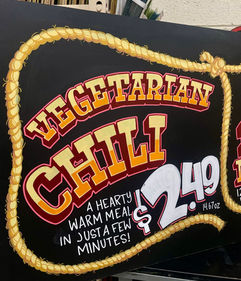 VEGETARIAN
CHILI
A HEARTY
WARM MEAL
IN JUST A FEW
MINUTES!
$2.49
14.67oz